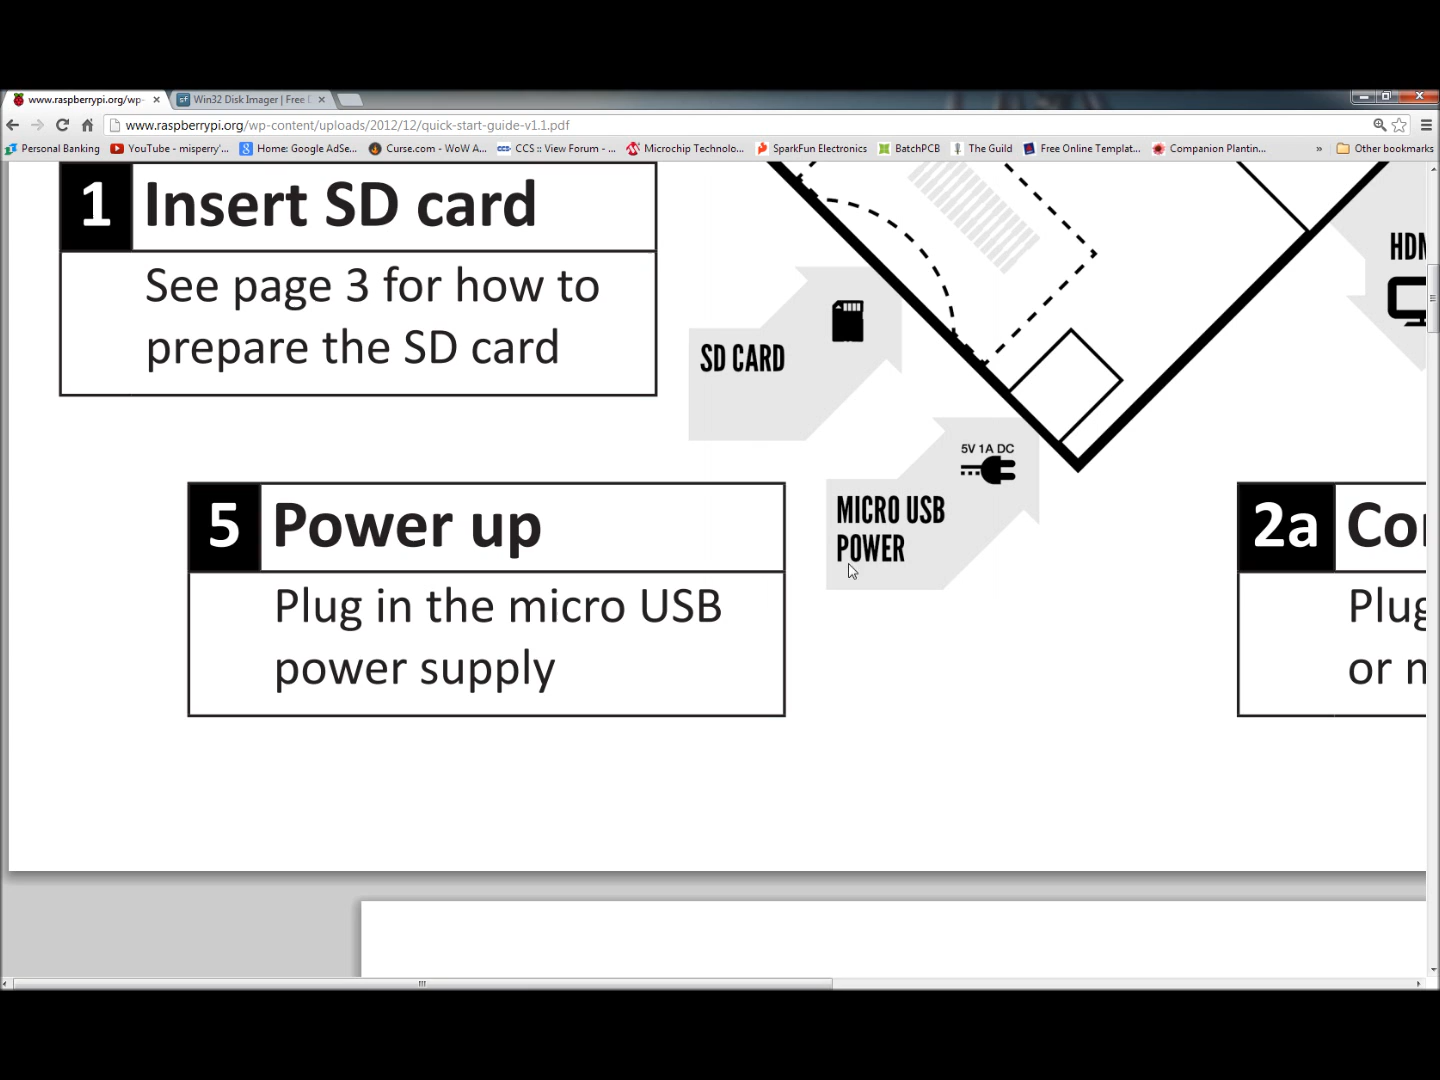 www.raspberrypi.org/wp-
Win32 Disk Imager | Free
www.raspberrypi.org/wp-content/uploads/2012/12/quick-start-guide-v1.1.pdf
Personal Banking
YouTube - misperry'...
Home: Google AdSe...
Curse.com - WoW A...
CCS :: View Forum - ...
Microchip Technolo...
SparkFun Electronics
BatchPCB
The Guild
Free Online Templat...
Companion Plantin...
»
Other bookmarks
1 Insert SD card
See page 3 for how to
prepare the SD card
SD CARD
HDM
5V 1A DC
MICRO USB
POWER
5 Power up
Plug in the micro USB
power supply
2a Co
Plug
or